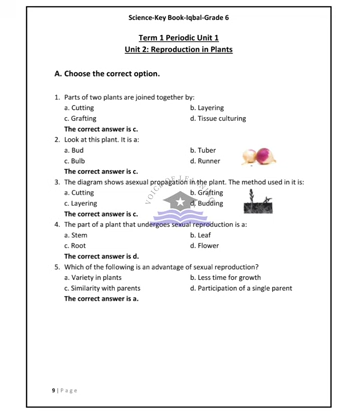 Science-Key Book-Iqbal-Grade 6
Term 1 Periodic Unit 1
Unit 2: Reproduction in Plants
A. Choose the correct option.
1. Parts of two plants are joined together by:
a. Cutting b. Layering
c. Grafting d. Tissue culturing
The correct answer is c.
2. Look at this plant. It is a:
a. Bud b. Tuber
c. Bulb d. Runner
The correct answer is c.
3. The diagram shows asexual propagation in the plant. The method used in it is:
a. Cutting b. Grafting
c. Layering d. Budding
The correct answer is c.
4. The part of a plant that undergoes sexual reproduction is a:
a. Stem b. Leaf
c. Root d. Flower
The correct answer is d.
5. Which of the following is an advantage of sexual reproduction?
a. Variety in plants b. Less time for growth
c. Similarity with parents d. Participation of a single parent
The correct answer is a.
9 | Page